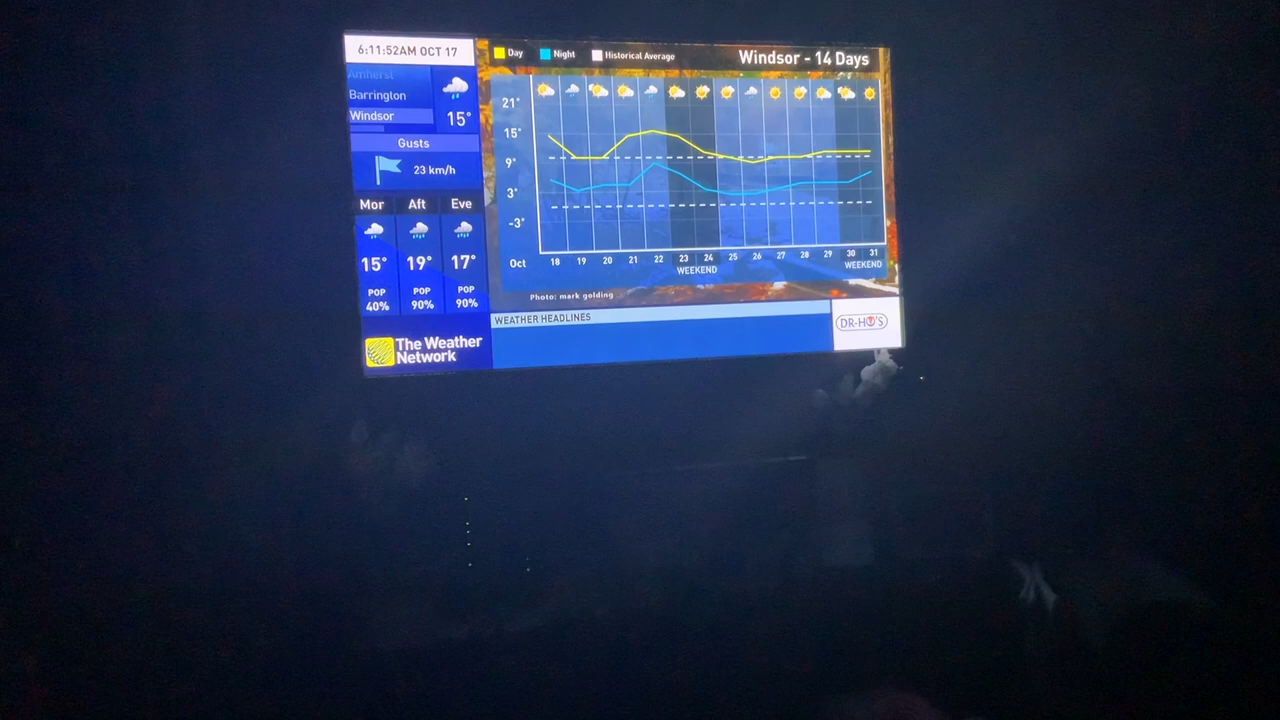 6:11:52AM OCT 17
Amherst
Barrington
Windsor
15°
Gusts
23 km/h
Mor Aft Eve
15° 19° 17°
POP POP POP
40% 90% 90%
The Weather
Network
Day Night Historical Average
Windsor - 14 Days
21°
15°
9°
3°
-3°
Oct 18 19 20 21 22 23 24 25 26 27 28 29 30 31
WEEKEND WEEKEND
Photo: mark golding
WEATHER HEADLINES
DR-HO'S